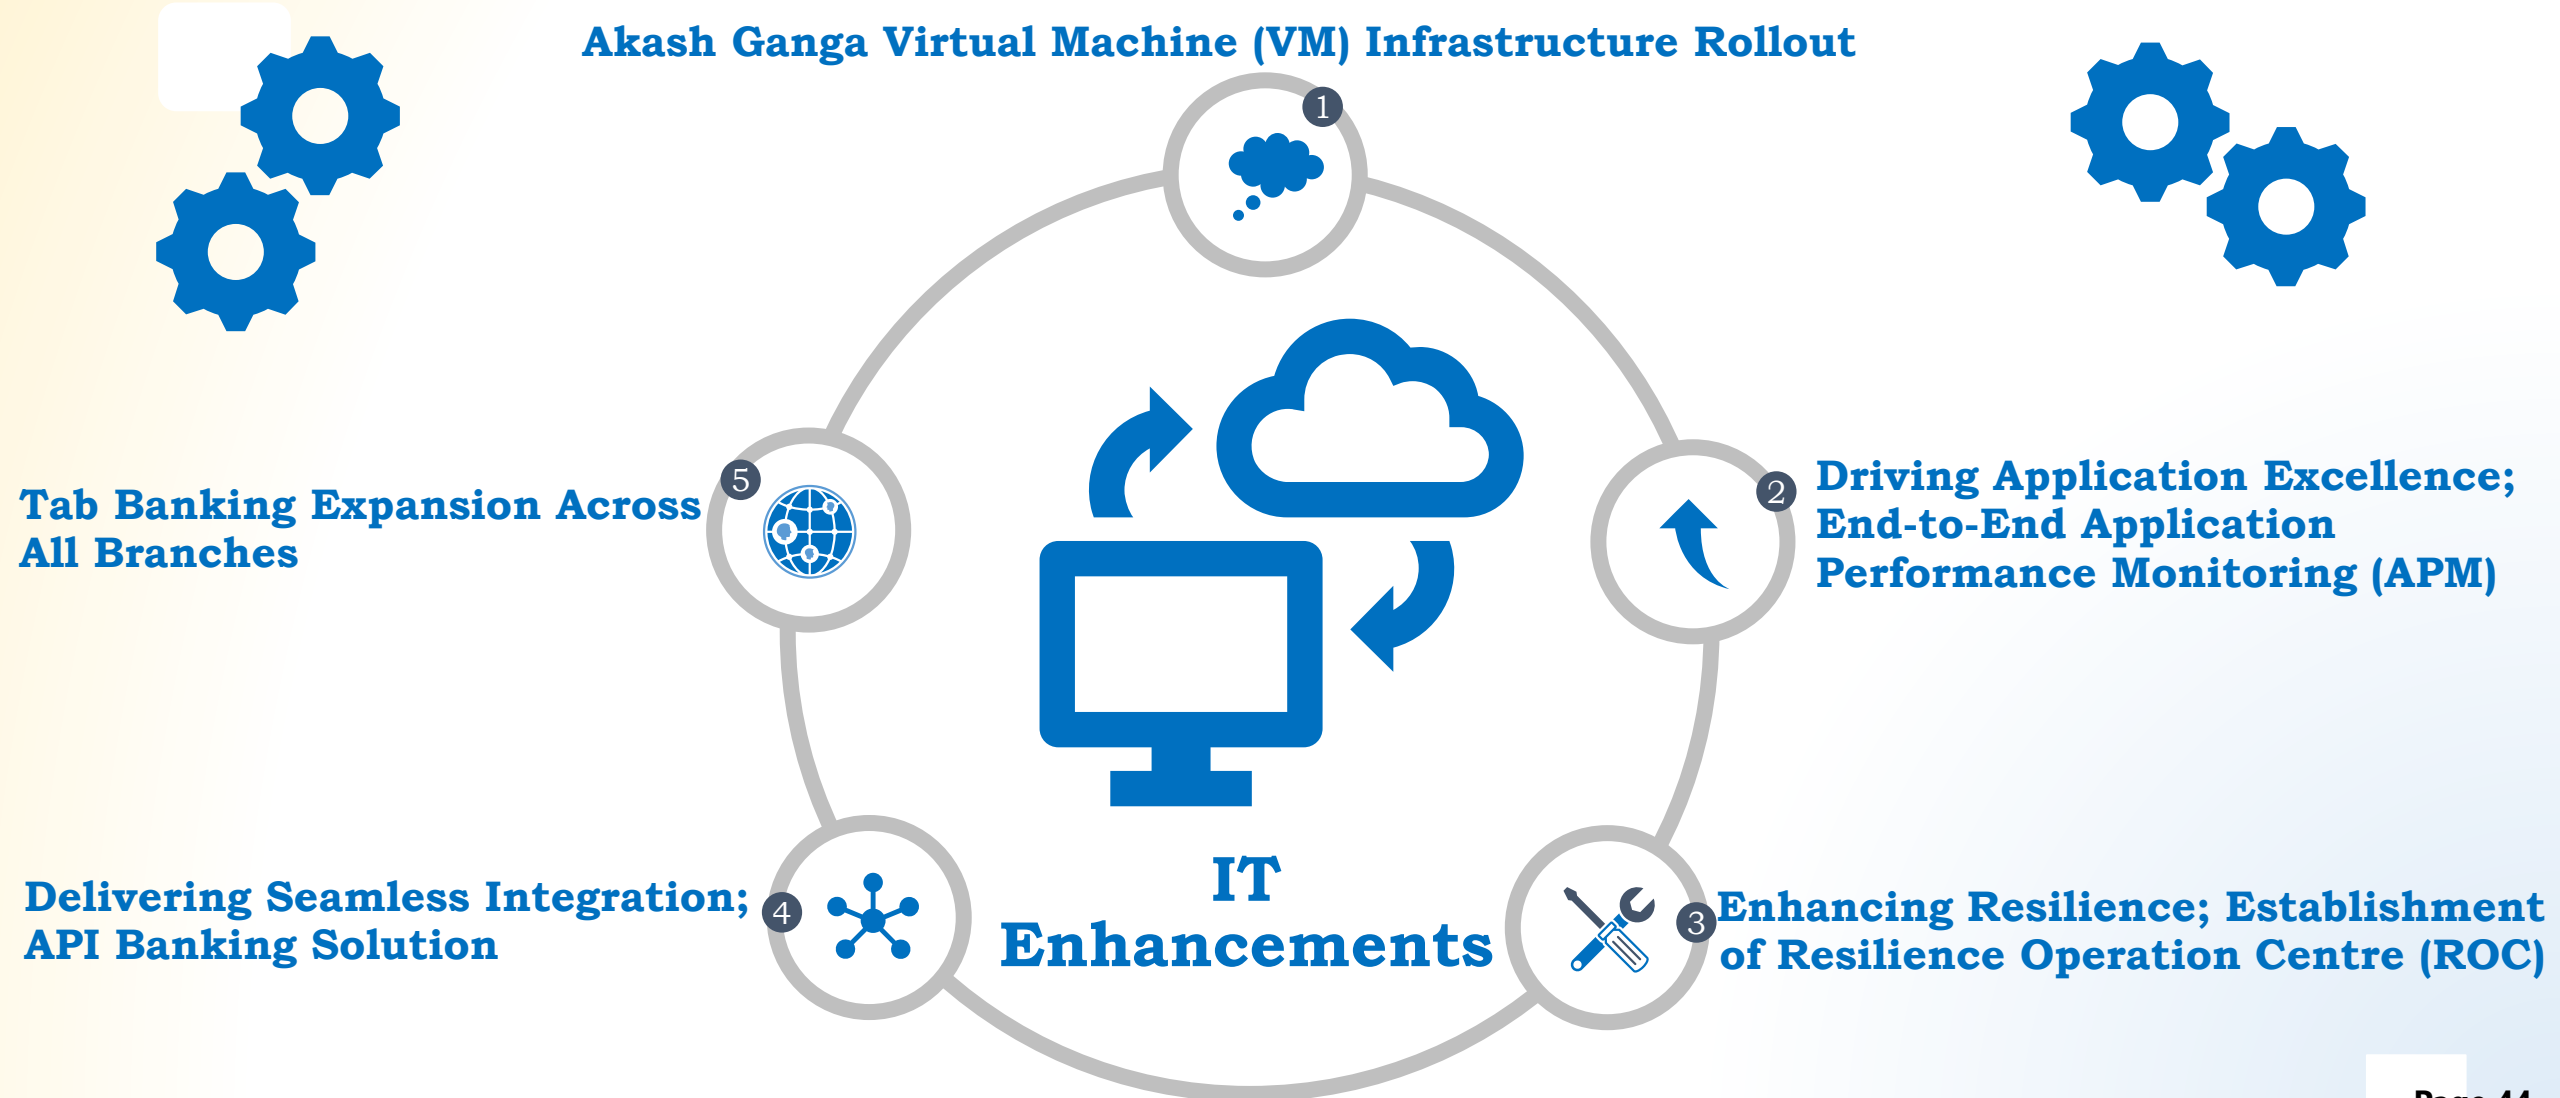 Akash Ganga Virtual Machine (VM) Infrastructure Rollout
1
2
Driving Application Excellence;
End-to-End Application
Performance Monitoring (APM)
3
Enhancing Resilience; Establishment
of Resilience Operation Centre (ROC)
4
Delivering Seamless Integration;
API Banking Solution
5
Tab Banking Expansion Across
All Branches
IT
Enhancements
Page 44